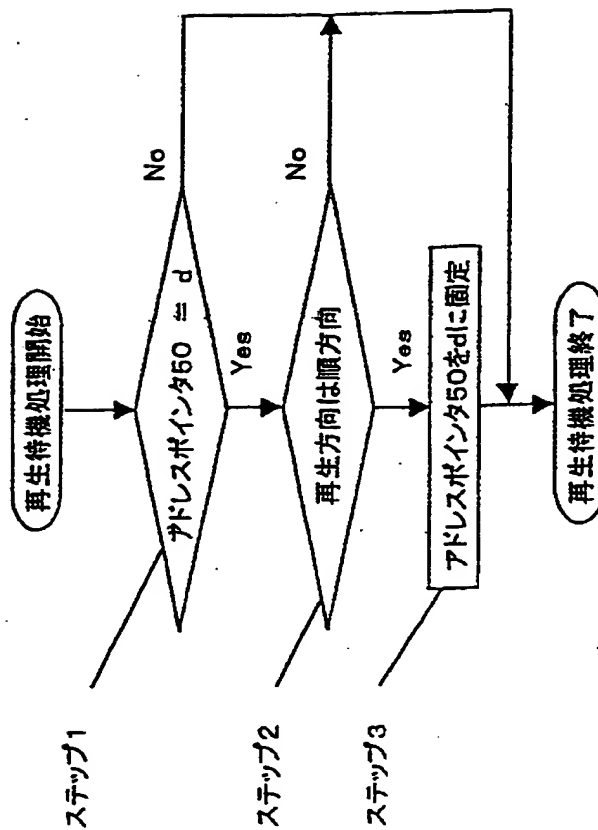 再生待機処理開始
ステップ1
アドレスポインタ50 ≡ d
No
Yes
ステップ2
再生方向は順方向
No
Yes
ステップ3
アドレスポインタ50をdに固定
再生待機処理終了